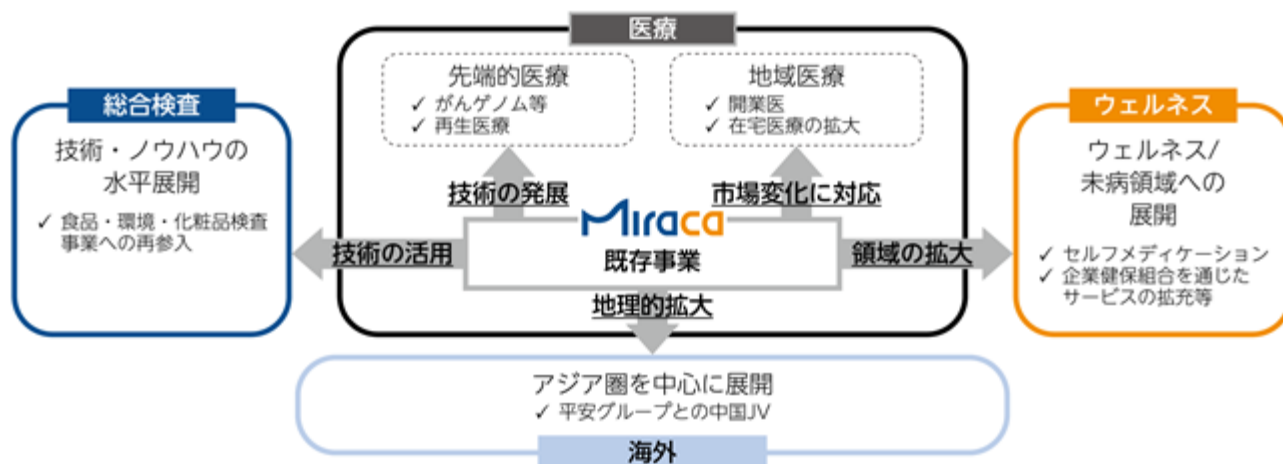 医療
先端的医療
✓ がんゲノム等
✓ 再生医療
地域医療
✓ 開業医
✓ 在宅医療の拡大
総合検査
技術・ノウハウの
水平展開
✓ 食品・環境・化粧品検査
事業への再参入
ウェルネス
ウェルネス/
未病領域への
展開
✓ セルフメディケーション
✓ 企業健保組合を通じた
サービスの拡充等
技術の発展
市場変化に対応
Miraca
既存事業
技術の活用
領域の拡大
地理的拡大
アジア圏を中心に展開
✓ 平安グループとの中国JV
海外